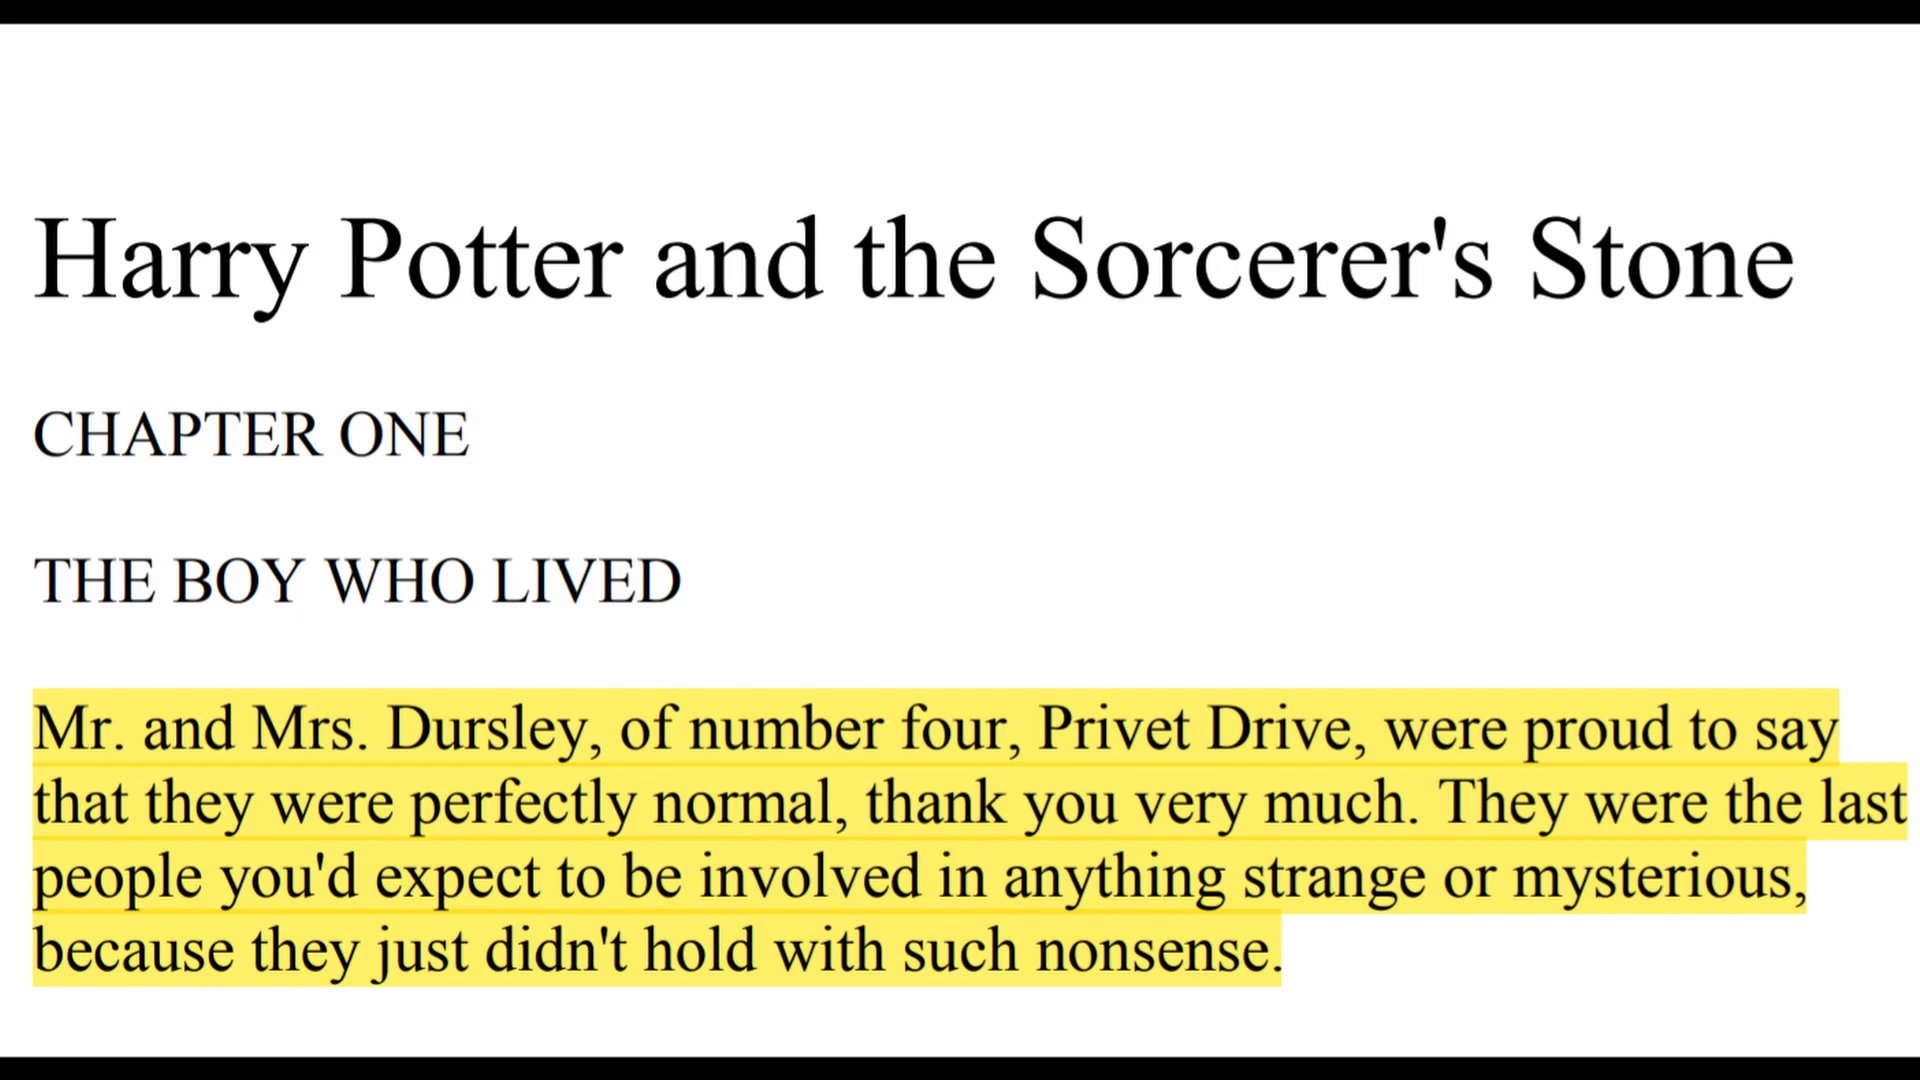 Harry Potter and the Sorcerer's Stone
CHAPTER ONE
THE BOY WHO LIVED
Mr. and Mrs. Dursley, of number four, Privet Drive, were proud to say
that they were perfectly normal, thank you very much. They were the last
people you'd expect to be involved in anything strange or mysterious,
because they just didn't hold with such nonsense.